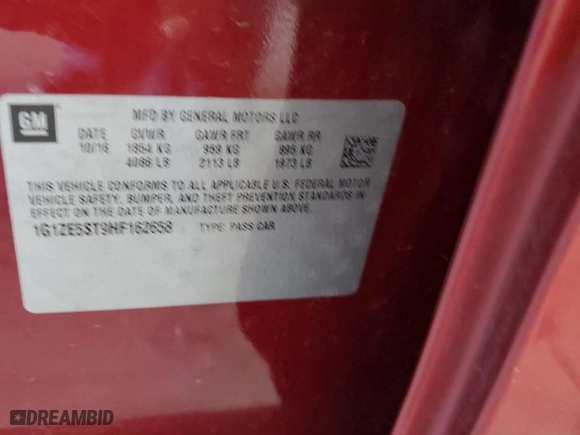 GM
MFD BY GENERAL MOTORS LLC
DATE GVWR GAWR FRT GAWR RR
10/16 1854 KG 958 KG 895 KG
4086 LB 2113 LB 1973 LB
THIS VEHICLE CONFORMS TO ALL APPLICABLE U.S. FEDERAL MOTOR
VEHICLE SAFETY, BUMPER, AND THEFT PREVENTION STANDARDS IN
EFFECT ON THE DATE OF MANUFACTURE SHOWN ABOVE.
1G1ZE5ST9HF162658 TYPE: PASS CAR
DREAMBID